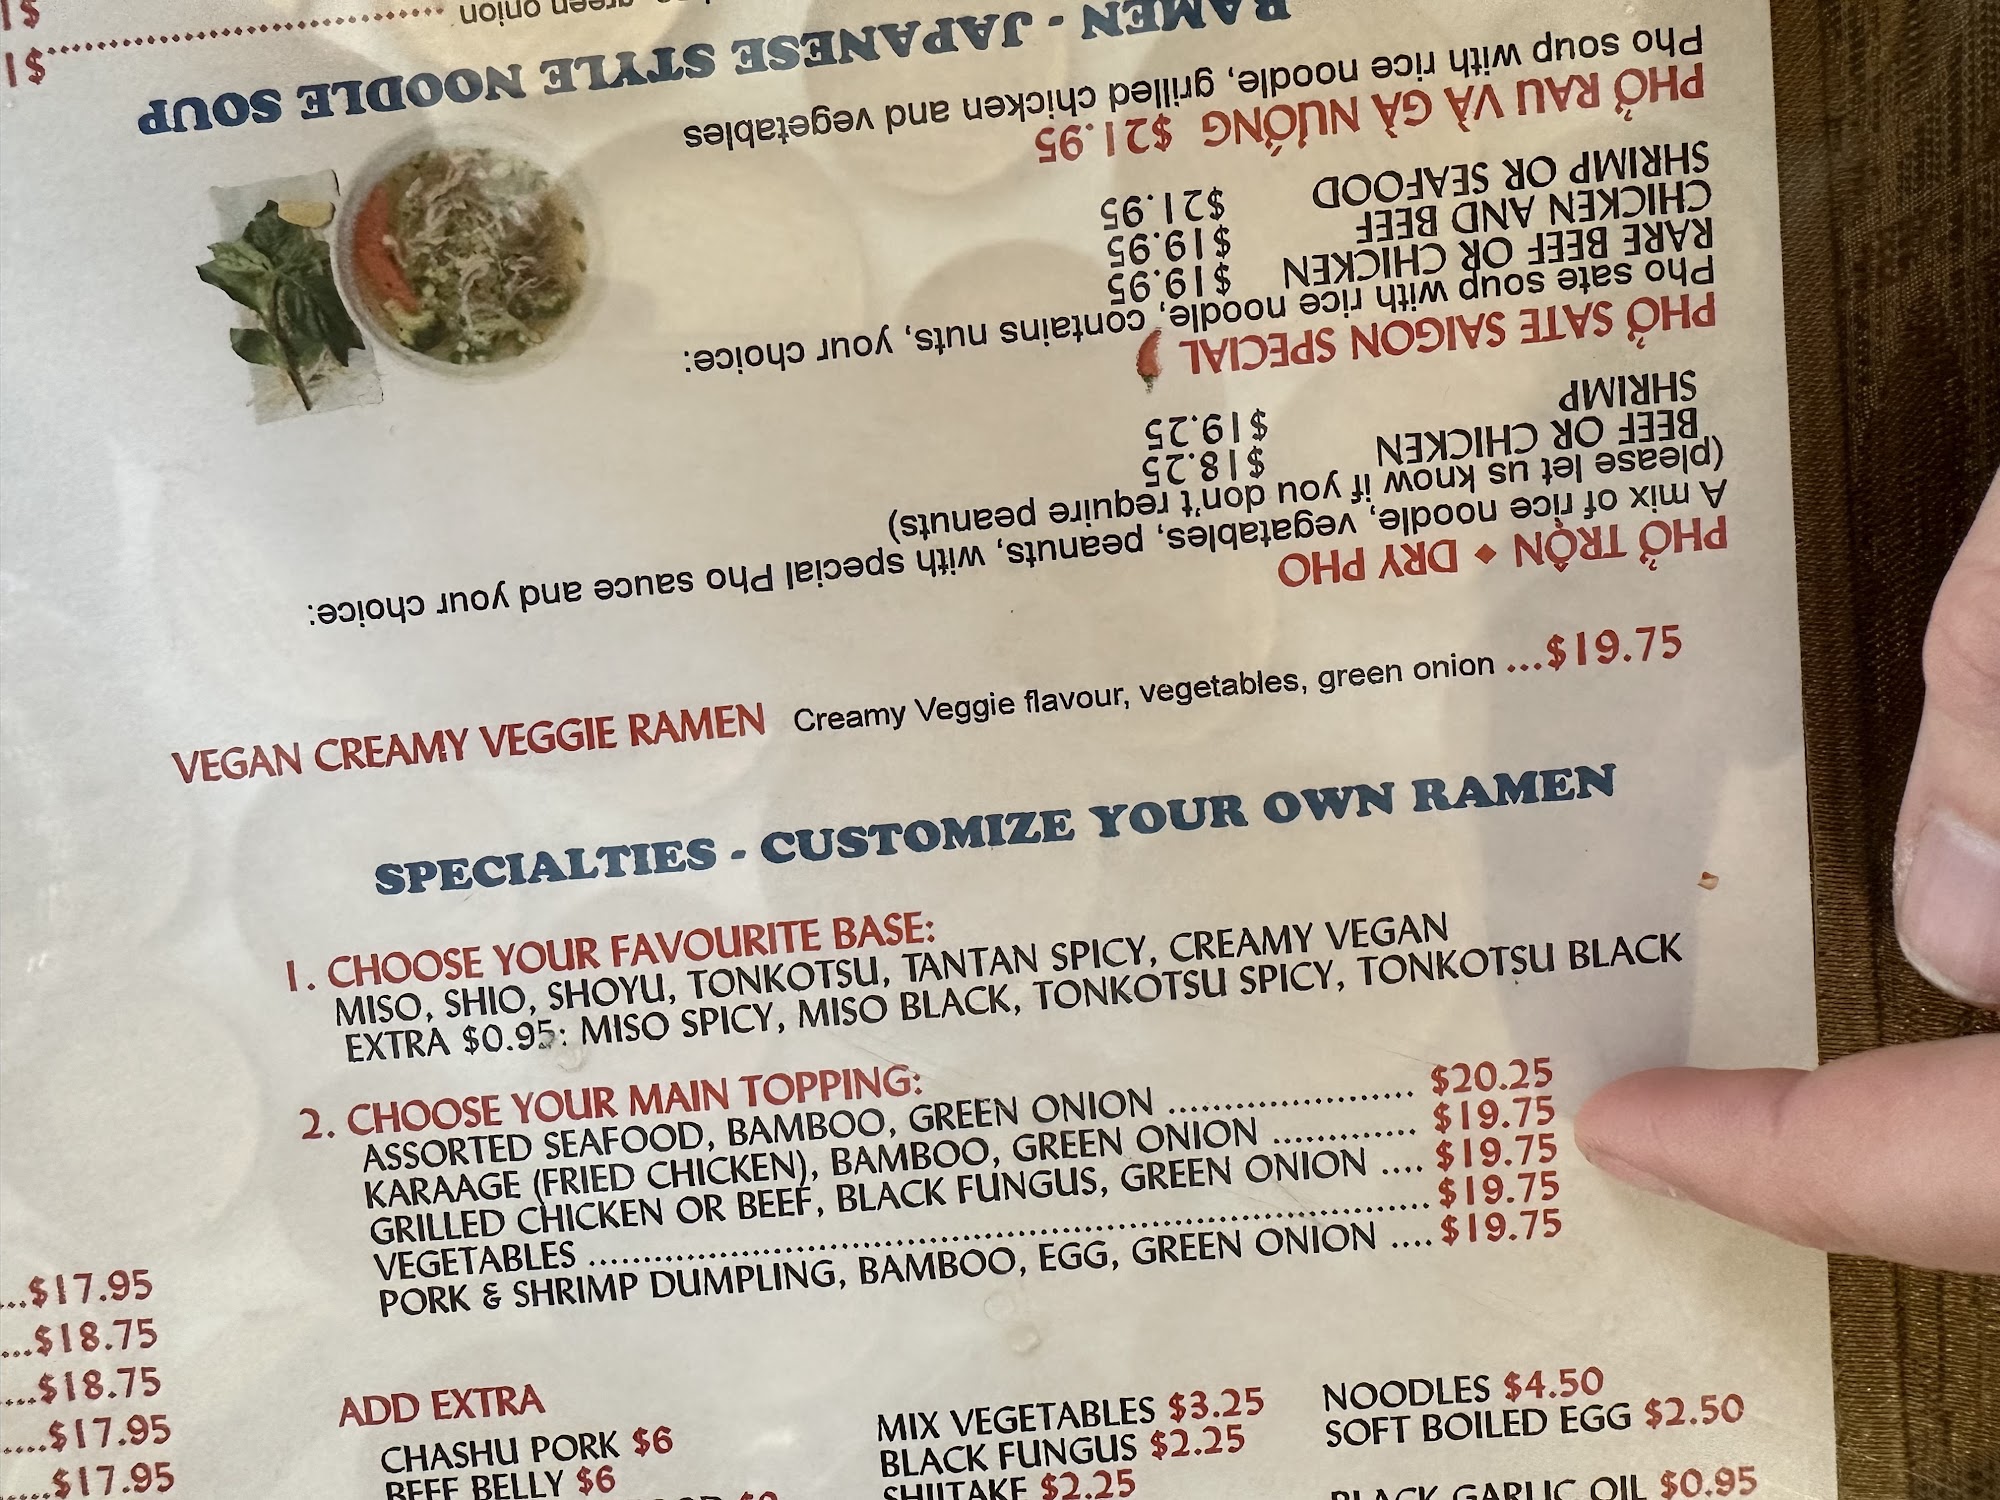 PHỞ TRỘN ◆ DRY PHO
A mix of rice noodle, vegatables, peanuts, with special Pho sauce and your choice:
(please let us know if you don't require peanuts)
BEEF OR CHICKEN $18.25
SHRIMP $19.25
PHỞ SATE SAIGON SPECIAL
Pho sate soup with rice noodle, contains nuts, your choice:
RARE BEEF OR CHICKEN $19.95
CHICKEN AND BEEF $19.95
SHRIMP OR SEAFOOD $21.95
PHỞ RAU VÀ GÀ NƯỚNG $21.95
Pho soup with rice noodle, grilled chicken and vegetables
RAMEN - JAPANESE STYLE NOODLE SOUP
green onion
VEGAN CREAMY VEGGIE RAMEN Creamy Veggie flavour, vegetables, green onion ...$19.75
SPECIALTIES - CUSTOMIZE YOUR OWN RAMEN
1. CHOOSE YOUR FAVOURITE BASE:
MISO, SHIO, SHOYU, TONKOTSU, TANTAN SPICY, CREAMY VEGAN
EXTRA $0.95: MISO SPICY, MISO BLACK, TONKOTSU SPICY, TONKOTSU BLACK
2. CHOOSE YOUR MAIN TOPPING:
ASSORTED SEAFOOD, BAMBOO, GREEN ONION ...................... $20.25
KARAAGE (FRIED CHICKEN), BAMBOO, GREEN ONION ............. $19.75
GRILLED CHICKEN OR BEEF, BLACK FUNGUS, GREEN ONION .... $19.75
VEGETABLES ........................................................................ $19.75
PORK & SHRIMP DUMPLING, BAMBOO, EGG, GREEN ONION .... $19.75
...$17.95
...$18.75
....$18.75
.....$17.95
.....$17.95
ADD EXTRA
CHASHU PORK $6
BEEF BELLY $6
MIX VEGETABLES $3.25
BLACK FUNGUS $2.25
SHIITAKE $2.25
NOODLES $4.50
SOFT BOILED EGG $2.50
BLACK GARLIC OIL $0.95